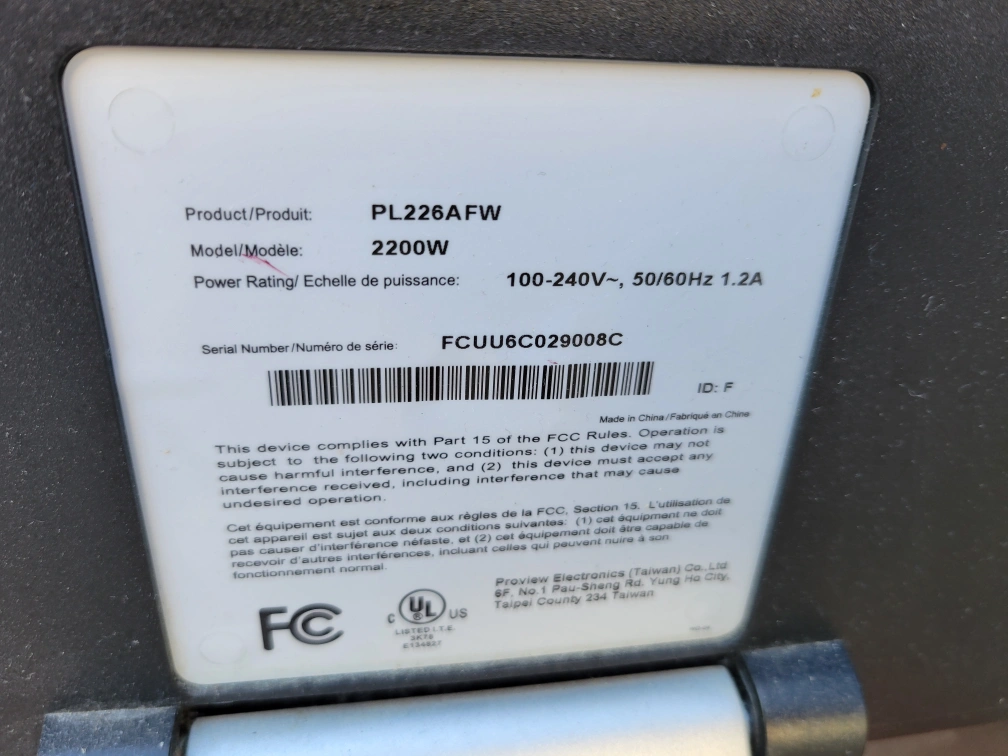 Product/Produit: PL226AFW
Model/Modèle: 2200W
Power Rating/ Echelle de puissance: 100-240V~, 50/60Hz 1.2A
Serial Number/Numéro de série: FCUU6C029008C
ID: F
Made in China/Fabriqué en Chine
This device complies with Part 15 of the FCC Rules. Operation is
subject to the following two conditions: (1) this device may not
cause harmful interference, and (2) this device must accept any
interference received, including interference that may cause
undesired operation.
Cet équipement est conforme aux règles de la FCC, Section 15. L'utilisation de
cet appareil est sujet aux deux conditions suivantes: (1) cet équipement ne doit
pas causer d'interférence néfaste, et (2) cet équipement doit être capable de
recevoir d'autres interférences, incluant celles qui peuvent nuire à son
fonctionnement normal.
Proview Electronics (Taiwan) Co.,Ltd
6F, No.1 Pau-Sheng Rd. Yung Ho City,
Taipei County 234 Taiwan
FC
C UL US
LISTED I.T.E.